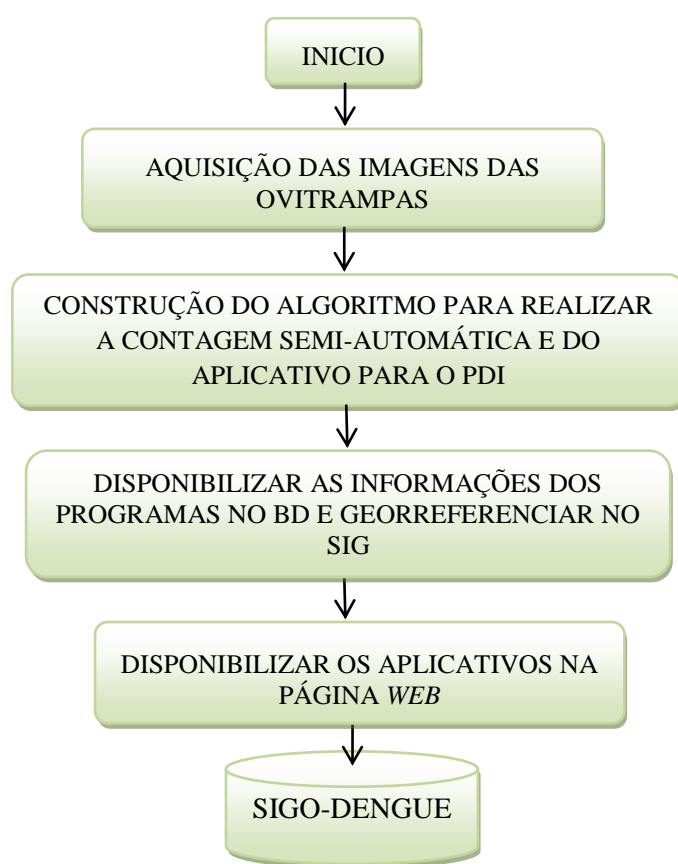 INICIO
AQUISIÇÃO DAS IMAGENS DAS
OVITRAMPAS
CONSTRUÇÃO DO ALGORITMO PARA REALIZAR
A CONTAGEM SEMI-AUTOMÁTICA E DO
APLICATIVO PARA O PDI
DISPONIBILIZAR AS INFORMAÇÕES DOS
PROGRAMAS NO BD E GEORREFERENCIAR NO
SIG
DISPONIBILIZAR OS APLICATIVOS NA
PÁGINA WEB
SIGO-DENGUE